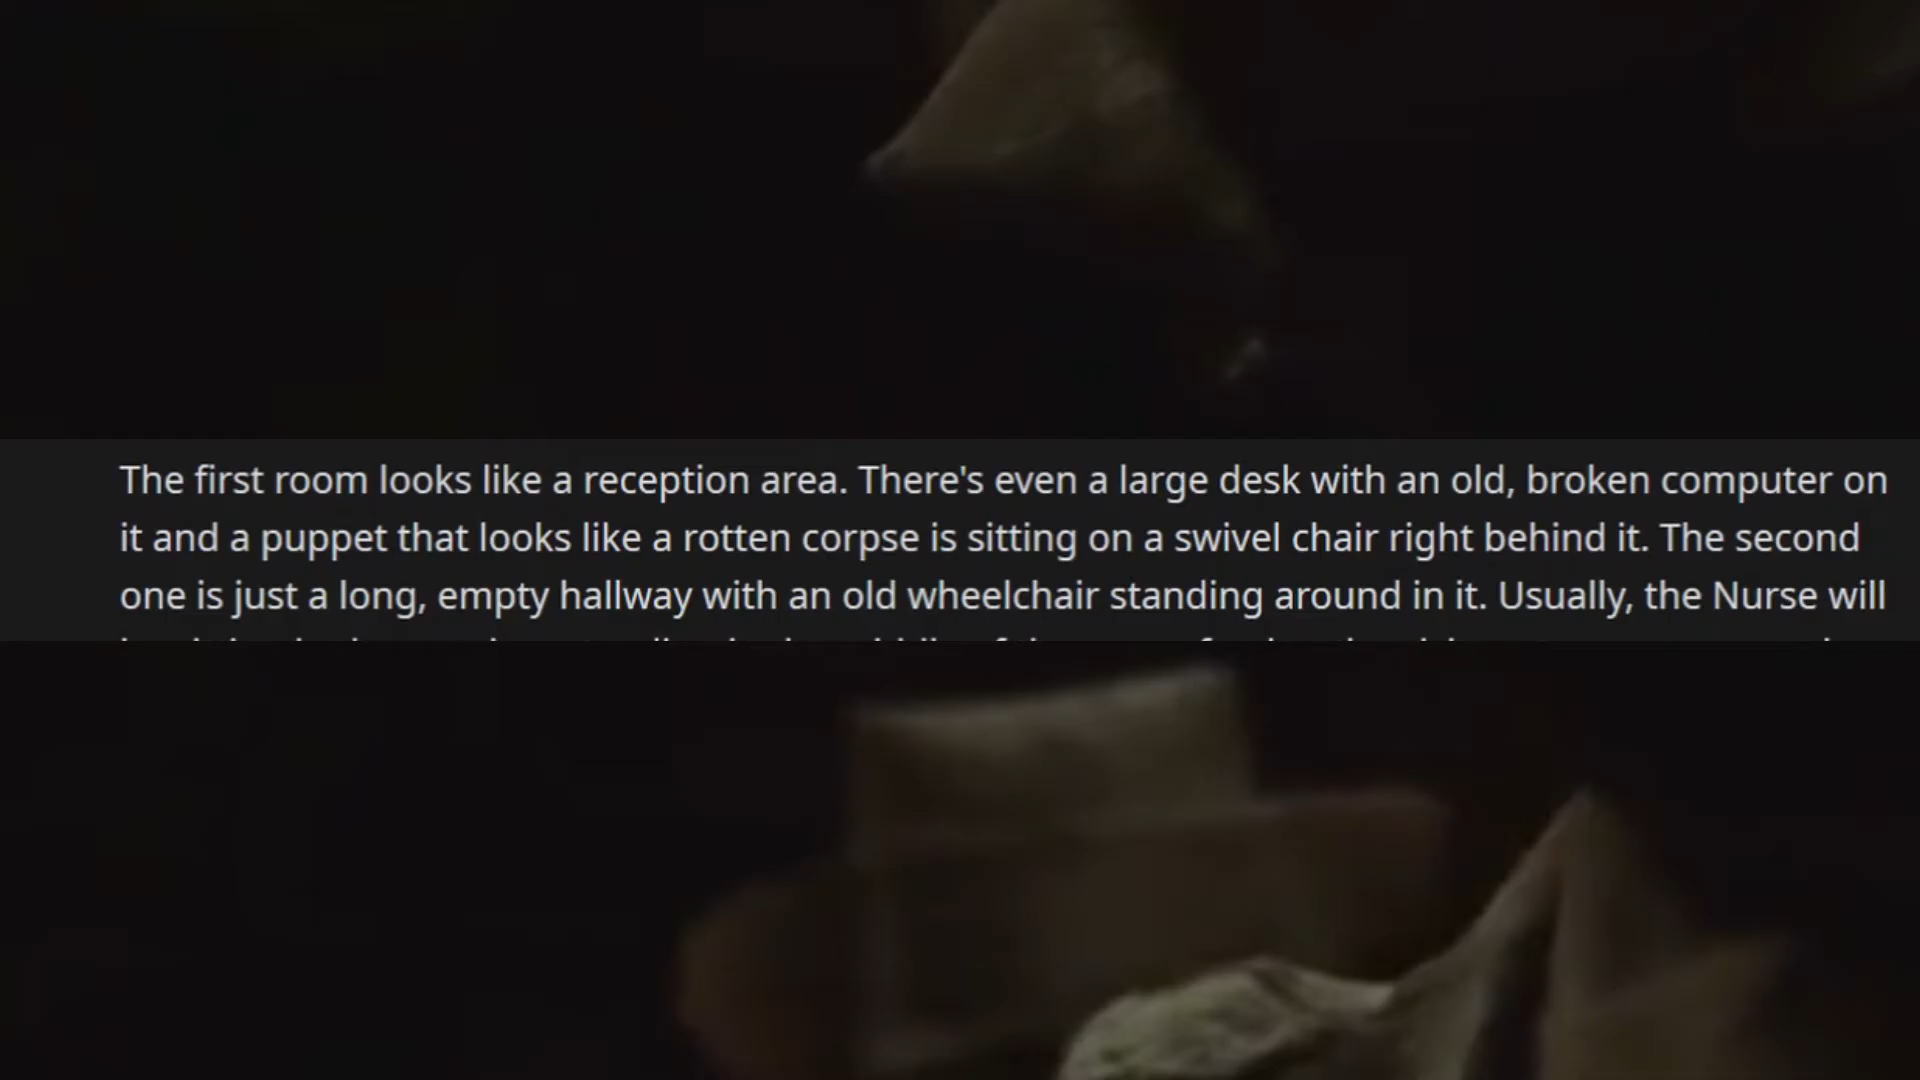 The first room looks like a reception area. There's even a large desk with an old, broken computer on
it and a puppet that looks like a rotten corpse is sitting on a swivel chair right behind it. The second
one is just a long, empty hallway with an old wheelchair standing around in it. Usually, the Nurse will